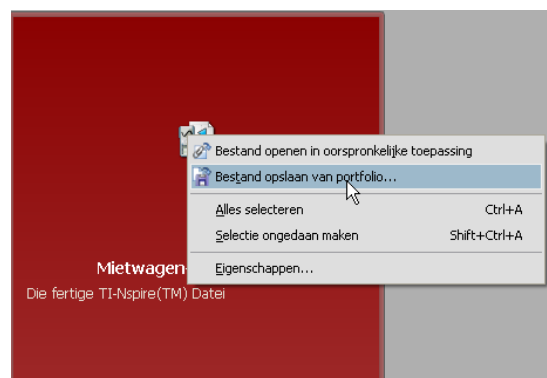 Bestand openen in oorspronkelijke toepassing
Bestand opslaan van portfolio...
Alles selecteren Ctrl+A
Selectie ongedaan maken Shift+Ctrl+A
Eigenschappen...
Mietwagen-
Die fertige TI-Nspire(TM) Datei